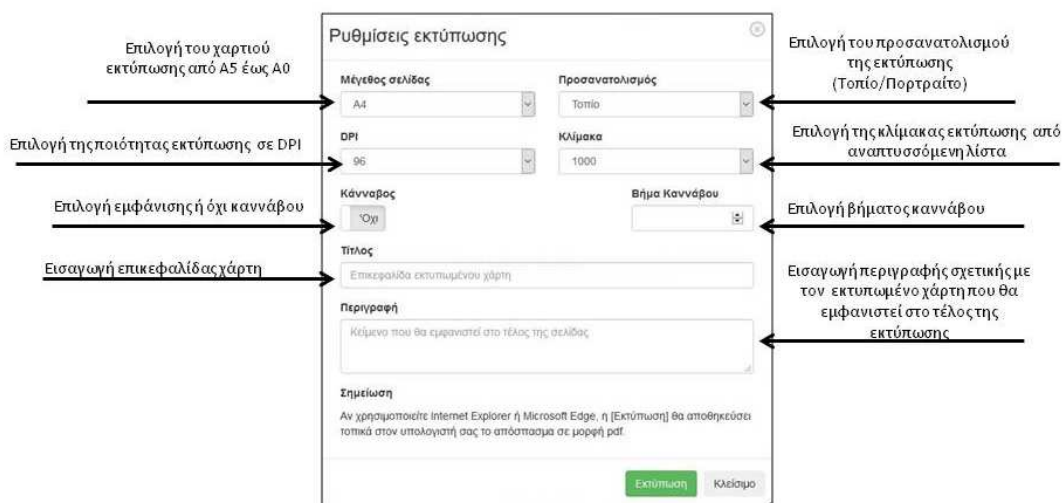 Επιλογή του χαρτιού
εκτύπωσης από Α5 έως Α0
Επιλογή της ποιότητας εκτύπωσης σε DPI
Επιλογή εμφάνισης ή όχι καννάβου
Εισαγωγή επικεφαλίδας χάρτη
Ρυθμίσεις εκτύπωσης
Μέγεθος σελίδας
Προσανατολισμός
A4
Τοπίο
DPI
Κλίμακα
96
1000
Κάνναβος
Βήμα Καννάβου
Όχι
Τίτλος
Επικεφαλίδα εκτυπωμένου χάρτη
Περιγραφή
Κείμενο που θα εμφανιστεί στο τέλος της σελίδας
Σημείωση
Αν χρησιμοποιείτε Internet Explorer ή Microsoft Edge, η [Εκτύπωση] θα αποθηκεύσει
τοπικά στον υπολογιστή σας το απόσπασμα σε μορφή pdf.
Εκτύπωση
Κλείσιμο
Επιλογή του προσανατολισμού
της εκτύπωσης
(Τοπίο/Πορτραίτο)
Επιλογή της κλίμακας εκτύπωσης από
αναπτυσσόμενη λίστα
Επιλογή βήματος καννάβου
Εισαγωγή περιγραφής σχετικής με
τον εκτυπωμένο χάρτη που θα
εμφανιστεί στο τέλος της
εκτύπωσης